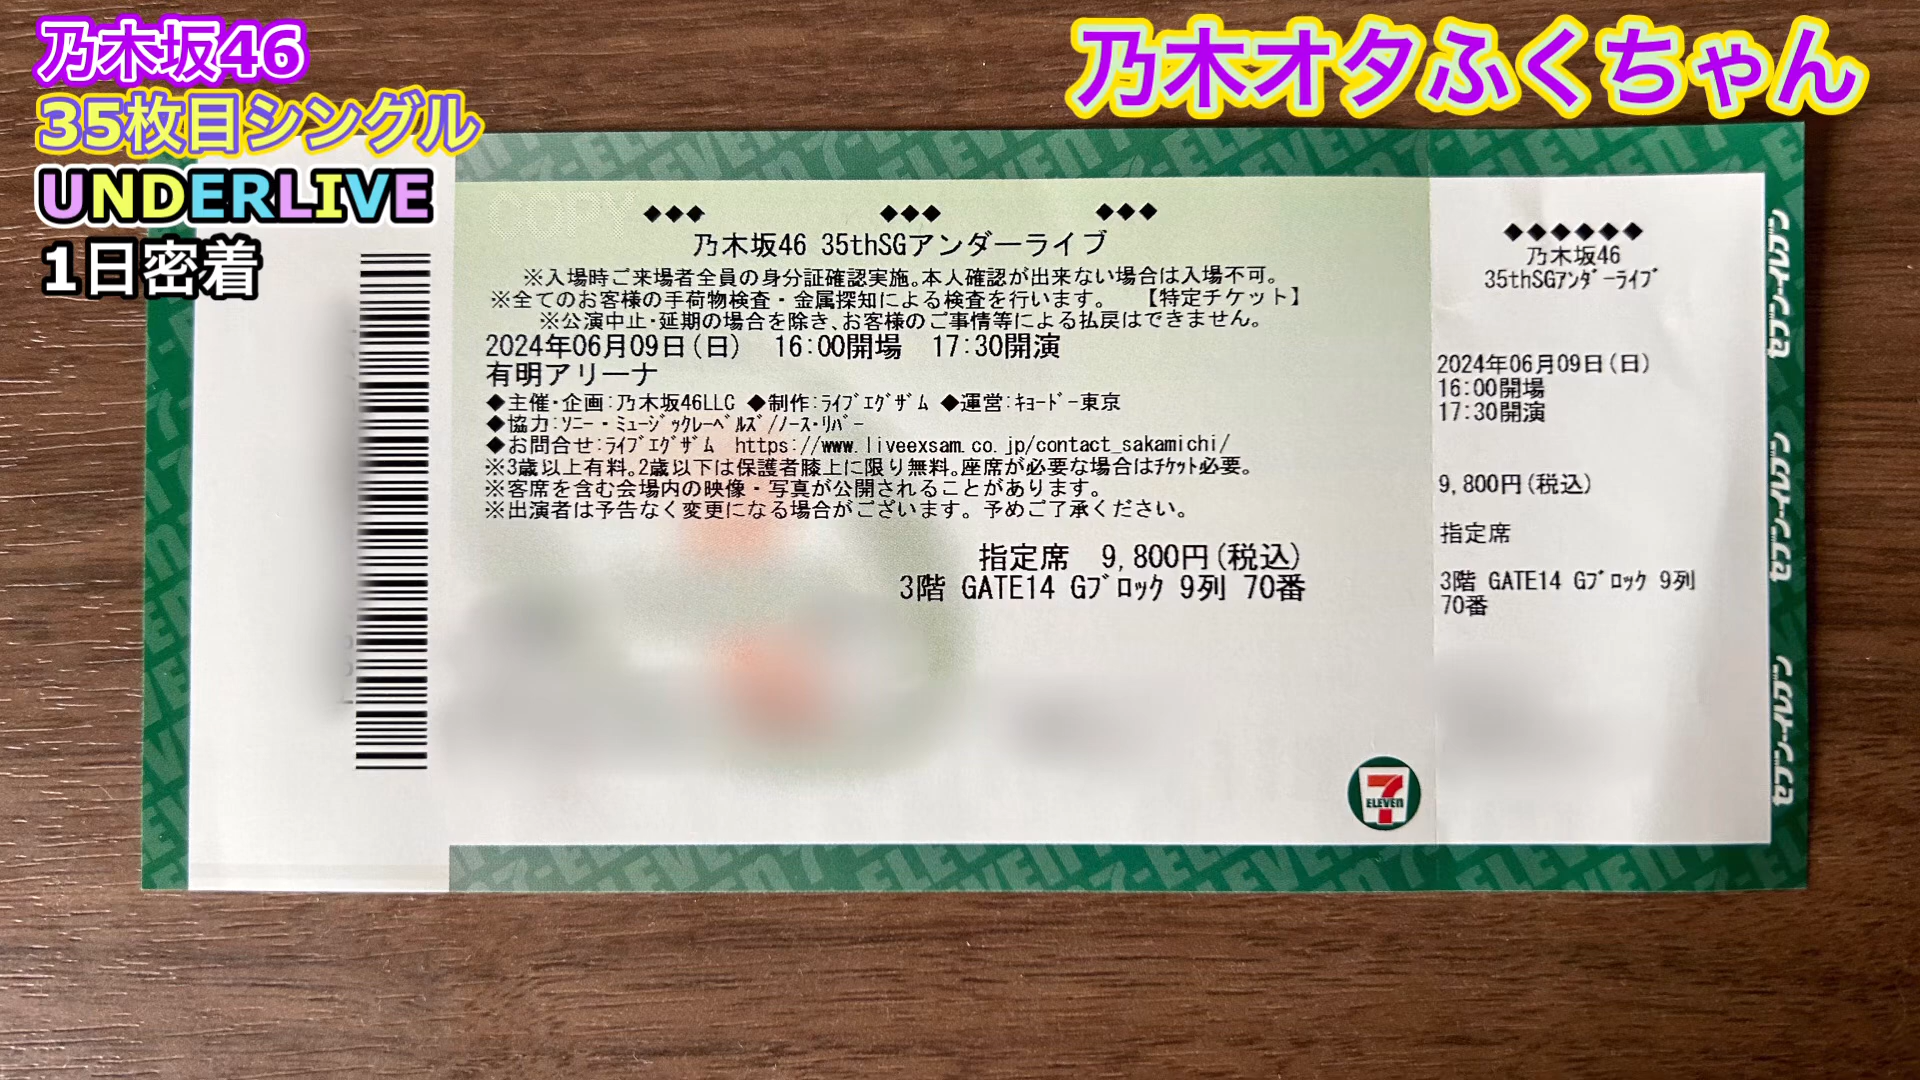 乃木坂46
35枚目シングル
UNDERLIVE
1日密着
乃木オタふくちゃん
◆◆◆ ◆◆◆ ◆◆◆
乃木坂46 35thSGアンダーライブ
※入場時ご来場者全員の身分証確認実施。本人確認が出来ない場合は入場不可。
※全てのお客様の手荷物検査・金属探知による検査を行います。 【特定チケット】
※公演中止・延期の場合を除き、お客様のご事情等による払戻はできません。
2024年06月09日(日) 16:00開場 17:30開演
有明アリーナ
◆主催・企画:乃木坂46LLC ◆制作:ﾗｲﾌﾞｴｸﾞｻﾞﾑ ◆運営:ｷｮｰﾄﾞｰ東京
◆協力:ｿﾆｰ・ﾐｭｰｼﾞｯｸﾚｰﾍﾞﾙｽﾞ/ﾉｰｽ・ﾘﾊﾞｰ
◆お問合せ:ﾗｲﾌﾞｴｸﾞｻﾞﾑ https://www.liveexsam.co.jp/contact_sakamichi/
※3歳以上有料。2歳以下は保護者膝上に限り無料。座席が必要な場合はﾁｹｯﾄ必要。
※客席を含む会場内の映像・写真が公開されることがあります。
※出演者は予告なく変更になる場合がございます。予めご了承ください。
指定席 9,800円(税込)
3階 GATE14 Gﾌﾞﾛｯｸ 9列 70番
7
ELEVEN
◆◆◆◆◆◆
乃木坂46
35thSGｱﾝﾀﾞｰﾗｲﾌﾞ
2024年06月09日(日)
16:00開場
17:30開演
9,800円(税込)
指定席
3階 GATE14 Gﾌﾞﾛｯｸ 9列
70番
セブン-イレブン
セブン-イレブン
セブン-イレブン